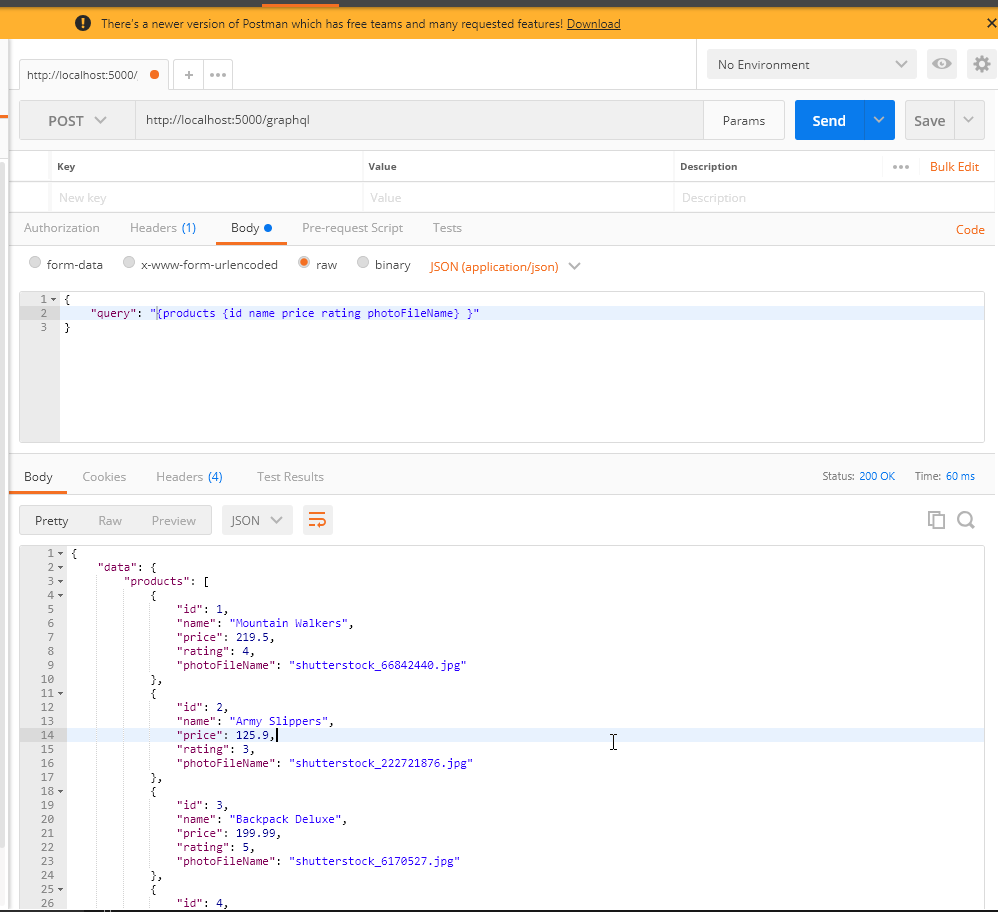 There's a newer version of Postman which has free teams and many requested features! Download
http://localhost:5000/
No Environment
POST http://localhost:5000/graphql Params Send Save
Key Value Description Bulk Edit
New key Value Description
Authorization Headers (1) Body Pre-request Script Tests Code
form-data x-www-form-urlencoded raw binary JSON (application/json)
1 {
2 "query": "{products {id name price rating photoFileName} }"
3 }
Body Cookies Headers (4) Test Results Status: 200 OK Time: 60 ms
Pretty Raw Preview JSON
1 {
2 "data": {
3 "products": [
4 {
5 "id": 1,
6 "name": "Mountain Walkers",
7 "price": 219.5,
8 "rating": 4,
9 "photoFileName": "shutterstock_66842440.jpg"
10 },
11 {
12 "id": 2,
13 "name": "Army Slippers",
14 "price": 125.9,
15 "rating": 3,
16 "photoFileName": "shutterstock_222721876.jpg"
17 },
18 {
19 "id": 3,
20 "name": "Backpack Deluxe",
21 "price": 199.99,
22 "rating": 5,
23 "photoFileName": "shutterstock_6170527.jpg"
24 },
25 {
26 "id": 4,